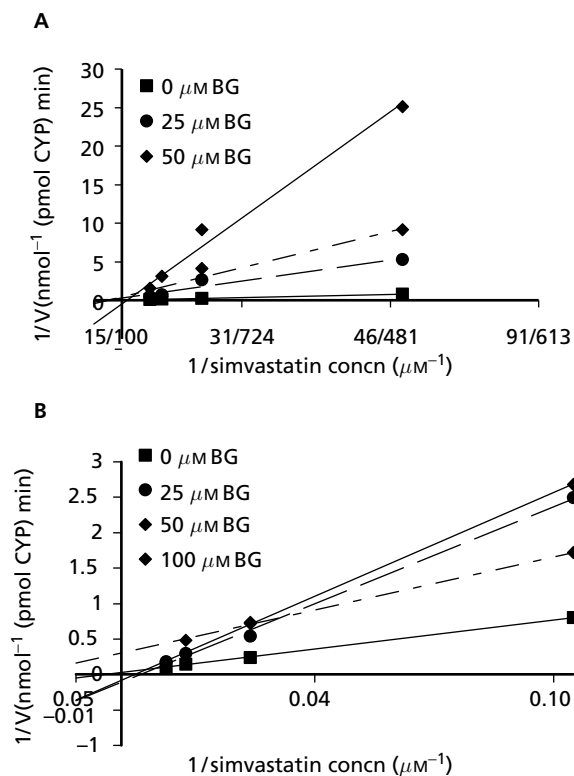 A
30
25
20
15
10
5
0
0 μM BG
25 μM BG
50 μM BG
1/V(nmol⁻¹ (pmol CYP) min)
15/100 31/724 46/481 91/613
1/simvastatin concn (μM⁻¹)
B
3
2.5
2
1.5
1
0.5
0
0 μM BG
25 μM BG
50 μM BG
100 μM BG
1/V(nmol⁻¹ (pmol CYP) min)
0.05 0.04 0.10
−0.01
−1
1/simvastatin concn (μM⁻¹)